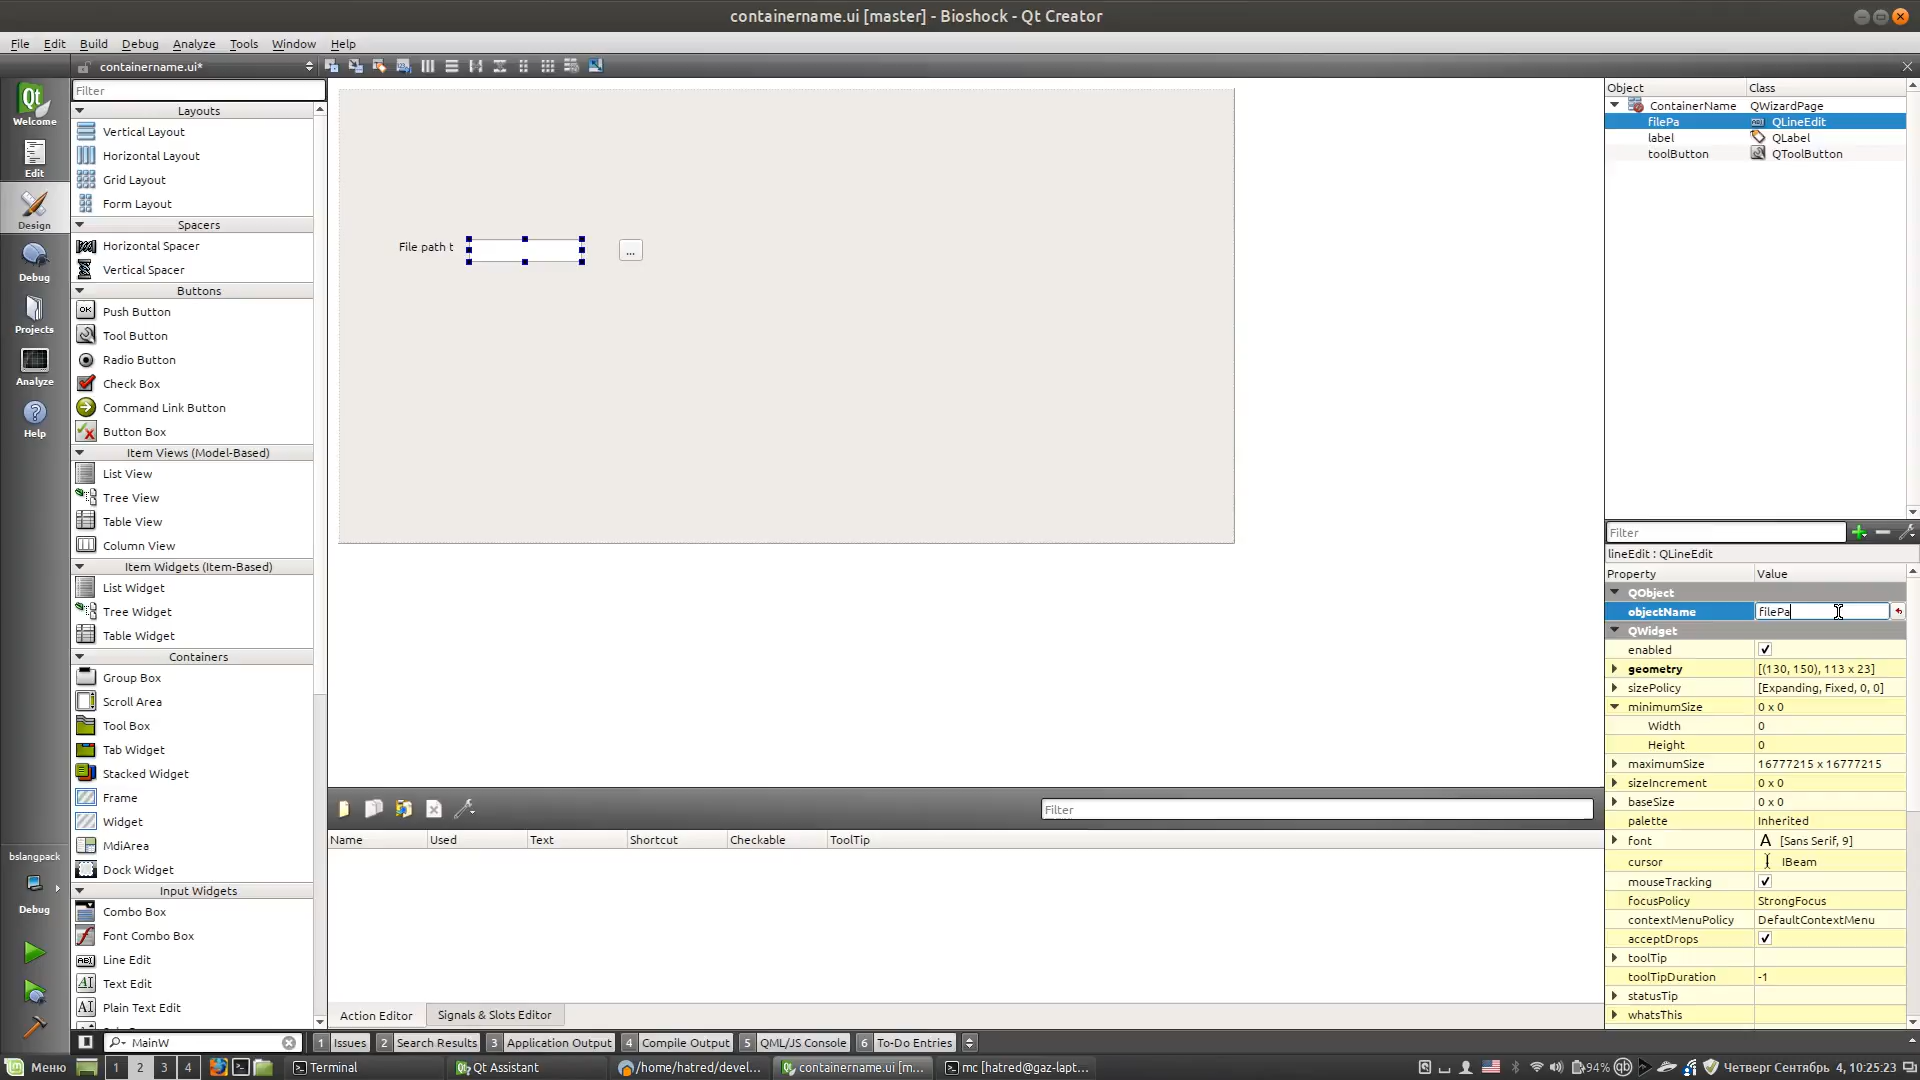 containername.ui [master] - Bioshock - Qt Creator
File Edit Build Debug Analyze Tools Window Help
containername.ui*
Welcome
Edit
Design
Debug
Projects
Analyze
Help
bslangpack
Debug
Filter
Layouts
Vertical Layout
Horizontal Layout
Grid Layout
Form Layout
Spacers
Horizontal Spacer
Vertical Spacer
Buttons
Push Button
Tool Button
Radio Button
Check Box
Command Link Button
Button Box
Item Views (Model-Based)
List View
Tree View
Table View
Column View
Item Widgets (Item-Based)
List Widget
Tree Widget
Table Widget
Containers
Group Box
Scroll Area
Tool Box
Tab Widget
Stacked Widget
Frame
Widget
MdiArea
Dock Widget
Input Widgets
Combo Box
Font Combo Box
Line Edit
Text Edit
Plain Text Edit
File path t ...
Filter
Name Used Text Shortcut Checkable ToolTip
Action Editor Signals & Slots Editor
Object Class
ContainerName QWizardPage
filePa QLineEdit
label QLabel
toolButton QToolButton
Filter
lineEdit : QLineEdit
Property Value
QObject
objectName filePa
QWidget
enabled
geometry [(130, 150), 113 x 23]
sizePolicy [Expanding, Fixed, 0, 0]
minimumSize 0 x 0
Width 0
Height 0
maximumSize 16777215 x 16777215
sizeIncrement 0 x 0
baseSize 0 x 0
palette Inherited
font A [Sans Serif, 9]
cursor IBeam
mouseTracking
focusPolicy StrongFocus
contextMenuPolicy DefaultContextMenu
acceptDrops
toolTip
toolTipDuration -1
statusTip
whatsThis
MainW 1 Issues 2 Search Results 3 Application Output 4 Compile Output 5 QML/JS Console 6 To-Do Entries
Меню 1 2 3 4 Terminal Qt Assistant /home/hatred/devel... containername.ui [m... mc [hatred@gaz-lapt... 94% Четверг Сентябрь 4, 10:25:23